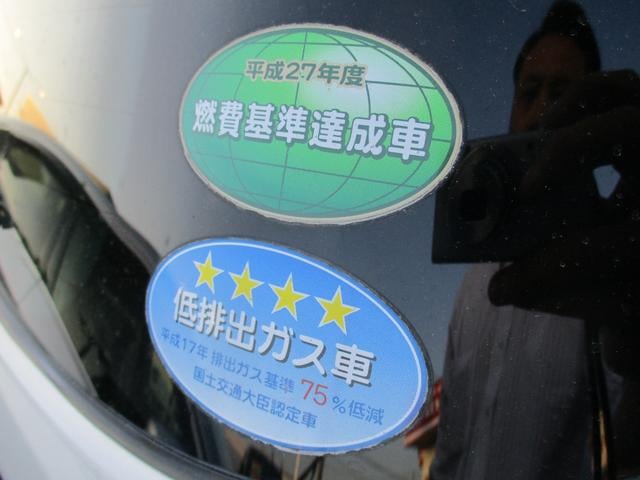 平成27年度
燃費基準達成車
低排出ガス車
平成17年 排出ガス基準 75%低減
国土交通大臣認定車